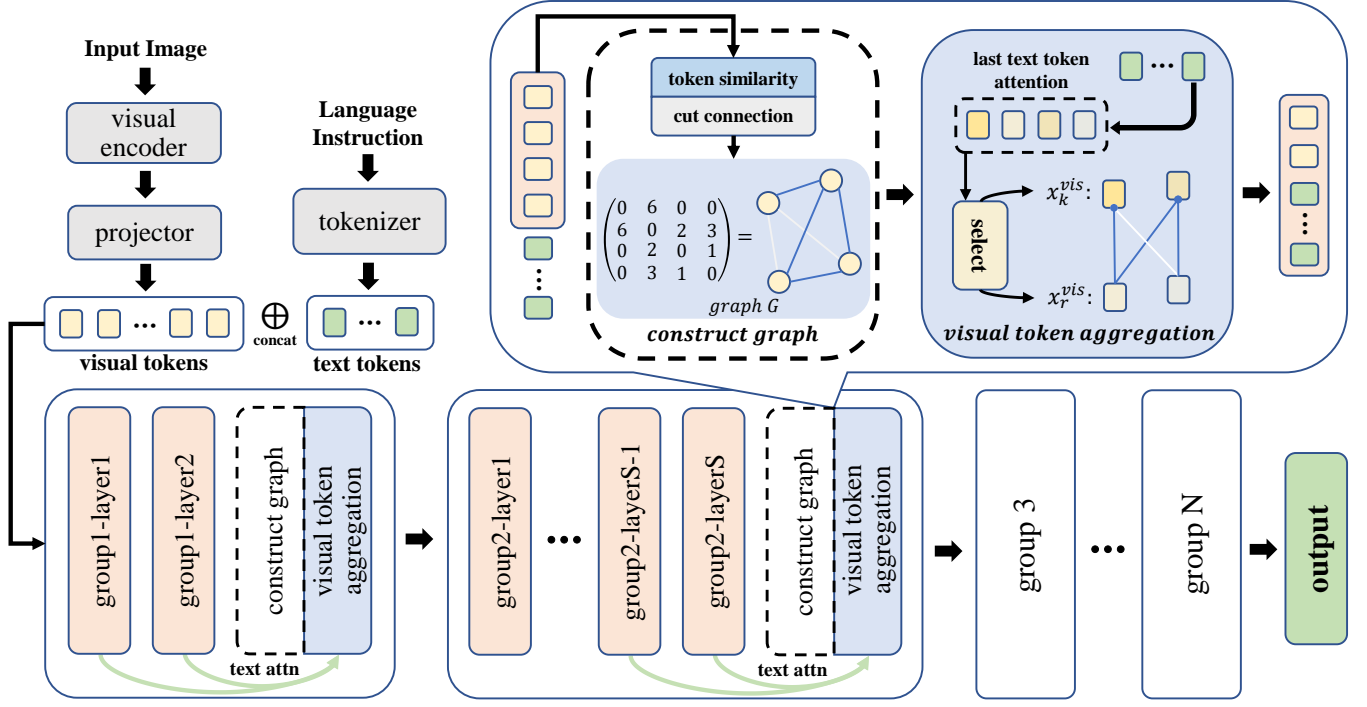 Input Image
visual
encoder
projector
Language
Instruction
tokenizer
visual tokens
concat
text tokens
token similarity
cut connection
0 6 0 0
6 0 2 3
0 2 0 1
0 3 1 0
=
graph G
construct graph
last text token
attention
select
x_k^{vis}:
x_r^{vis}:
visual token aggregation
group1-layer1
group1-layer2
construct graph
visual token
aggregation
text attn
group2-layer1
group2-layerS-1
group2-layerS
construct graph
visual token
aggregation
text attn
group 3
group N
output